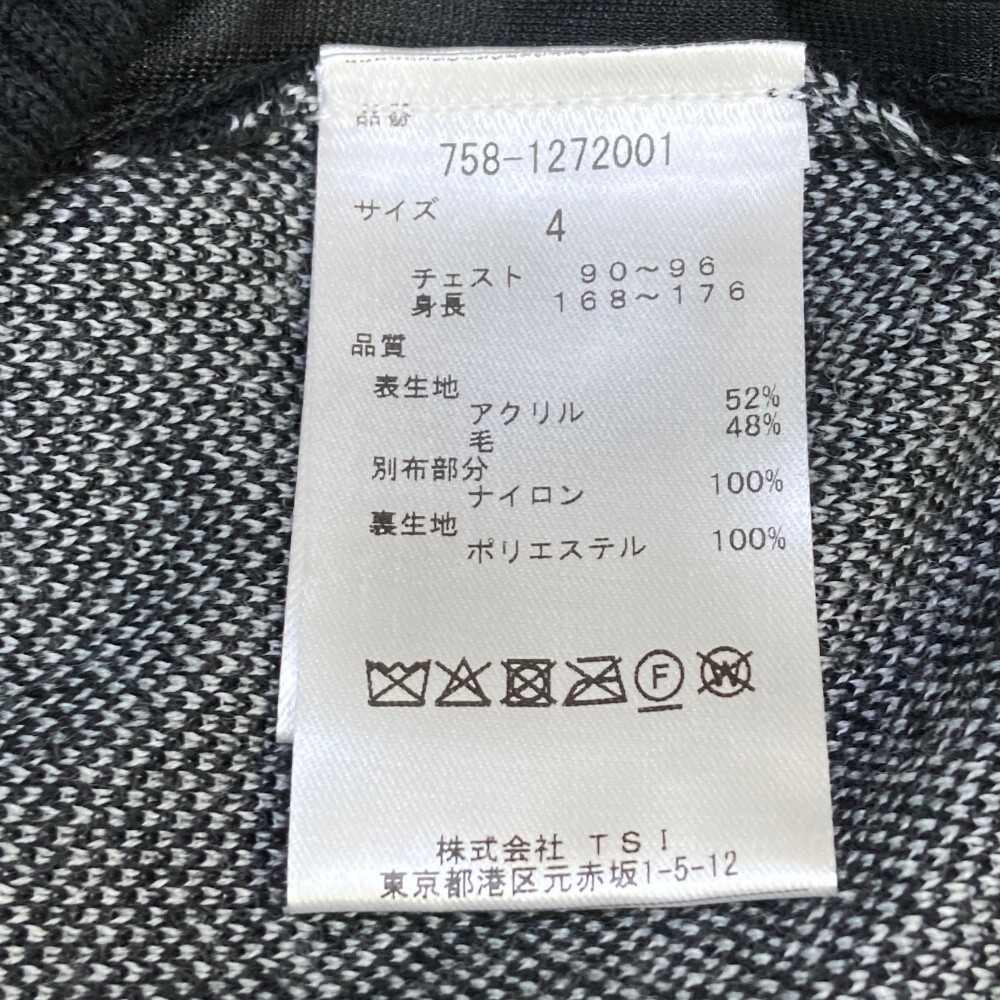 品番
758-1272001
サイズ 4
チェスト 90～96
身長 168～176
品質
表生地
アクリル 52%
毛 48%
別布部分
ナイロン 100%
裏生地
ポリエステル 100%
F W
株式会社 TSI
東京都港区元赤坂1-5-12